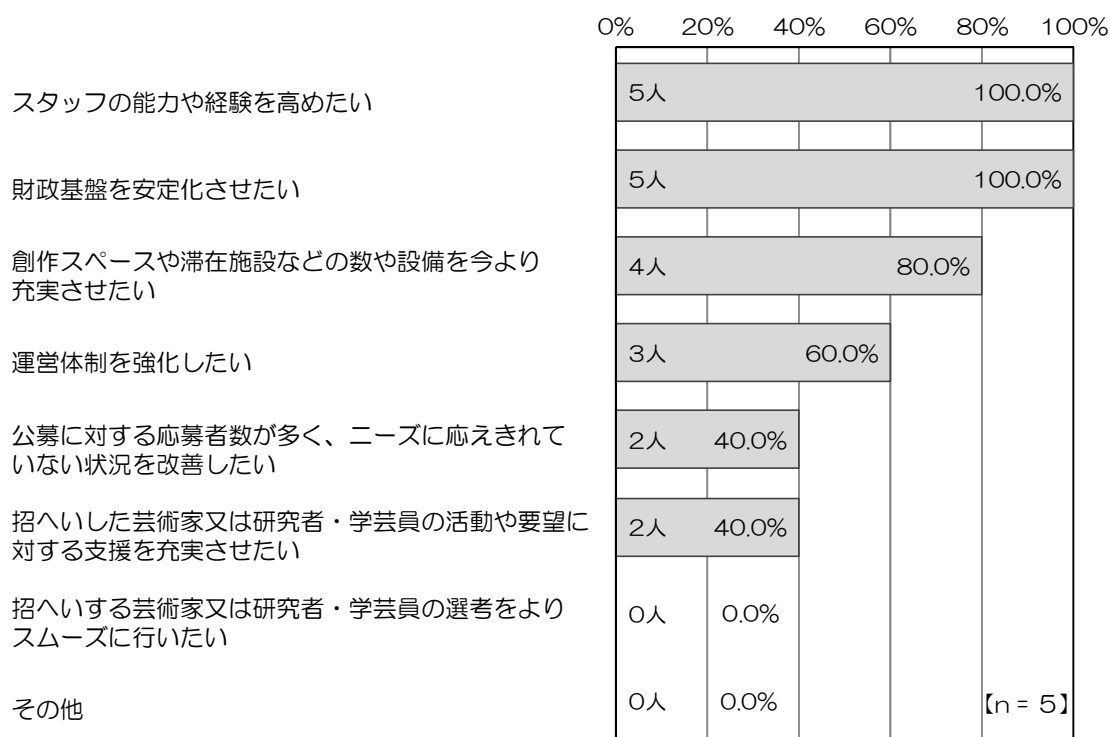 0% 20% 40% 60% 80% 100%
スタッフの能力や経験を高めたい 5人 100.0%
財政基盤を安定化させたい 5人 100.0%
創作スペースや滞在施設などの数や設備を今より
充実させたい 4人 80.0%
運営体制を強化したい 3人 60.0%
公募に対する応募者数が多く、ニーズに応えきれて
いない状況を改善したい 2人 40.0%
招へいした芸術家又は研究者・学芸員の活動や要望に
対する支援を充実させたい 2人 40.0%
招へいする芸術家又は研究者・学芸員の選考をより
スムーズに行いたい 0人 0.0%
その他 0人 0.0% 【n = 5】